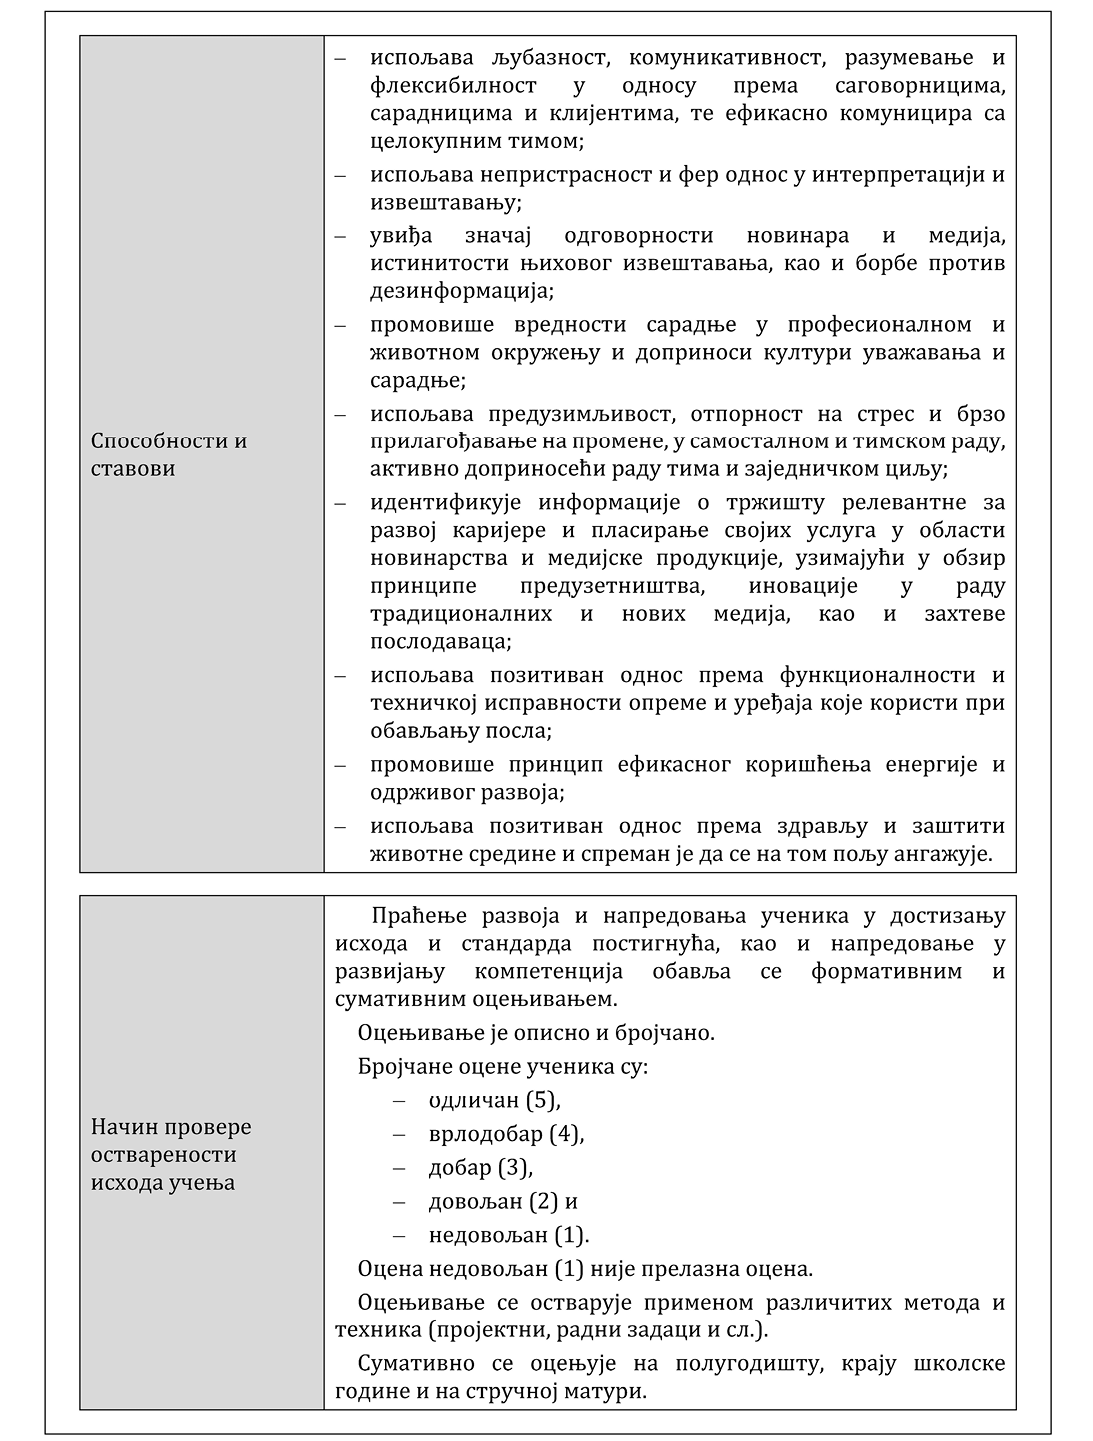 Способности и
ставови
– испољава љубазност, комуникативност, разумевање и
флексибилност у односу према саговорницима,
сарадницима и клијентима, те ефикасно комуницира са
целокупним тимом;
– испољава непристрасност и фер однос у интерпретацији и
извештавању;
– увиђа значај одговорности новинара и медија,
истинитости њиховог извештавања, као и борбе против
дезинформација;
– промовише вредности сарадње у професионалном и
животном окружењу и доприноси култури уважавања и
сарадње;
– испољава предузимљивост, отпорност на стрес и брзо
прилагођавање на промене, у самосталном и тимском раду,
активно доприносећи раду тима и заједничком циљу;
– идентификује информације о тржишту релевантне за
развој каријере и пласирање својих услуга у области
новинарства и медијске продукције, узимајући у обзир
принципе предузетништва, иновације у раду
традиционалних и нових медија, као и захтеве
послодаваца;
– испољава позитиван однос према функционалности и
техничкој исправности опреме и уређаја које користи при
обављању посла;
– промовише принцип ефикасног коришћења енергије и
одрживог развоја;
– испољава позитиван однос према здрављу и заштити
животне средине и спреман је да се на том пољу ангажује.
Начин провере
остварености
исхода учења
Праћење развоја и напредовања ученика у достизању
исхода и стандарда постигнућа, као и напредовање у
развијању компетенција обавља се формативним и
сумативним оцењивањем.
Оцењивање је описно и бројчано.
Бројчане оцене ученика су:
– одличан (5),
– врлодобар (4),
– добар (3),
– довољан (2) и
– недовољан (1).
Оцена недовољан (1) није прелазна оцена.
Оцењивање се остварује применом различитих метода и
техника (пројектни, радни задаци и сл.).
Сумативно се оцењује на полугодишту, крају школске
године и на стручној матури.